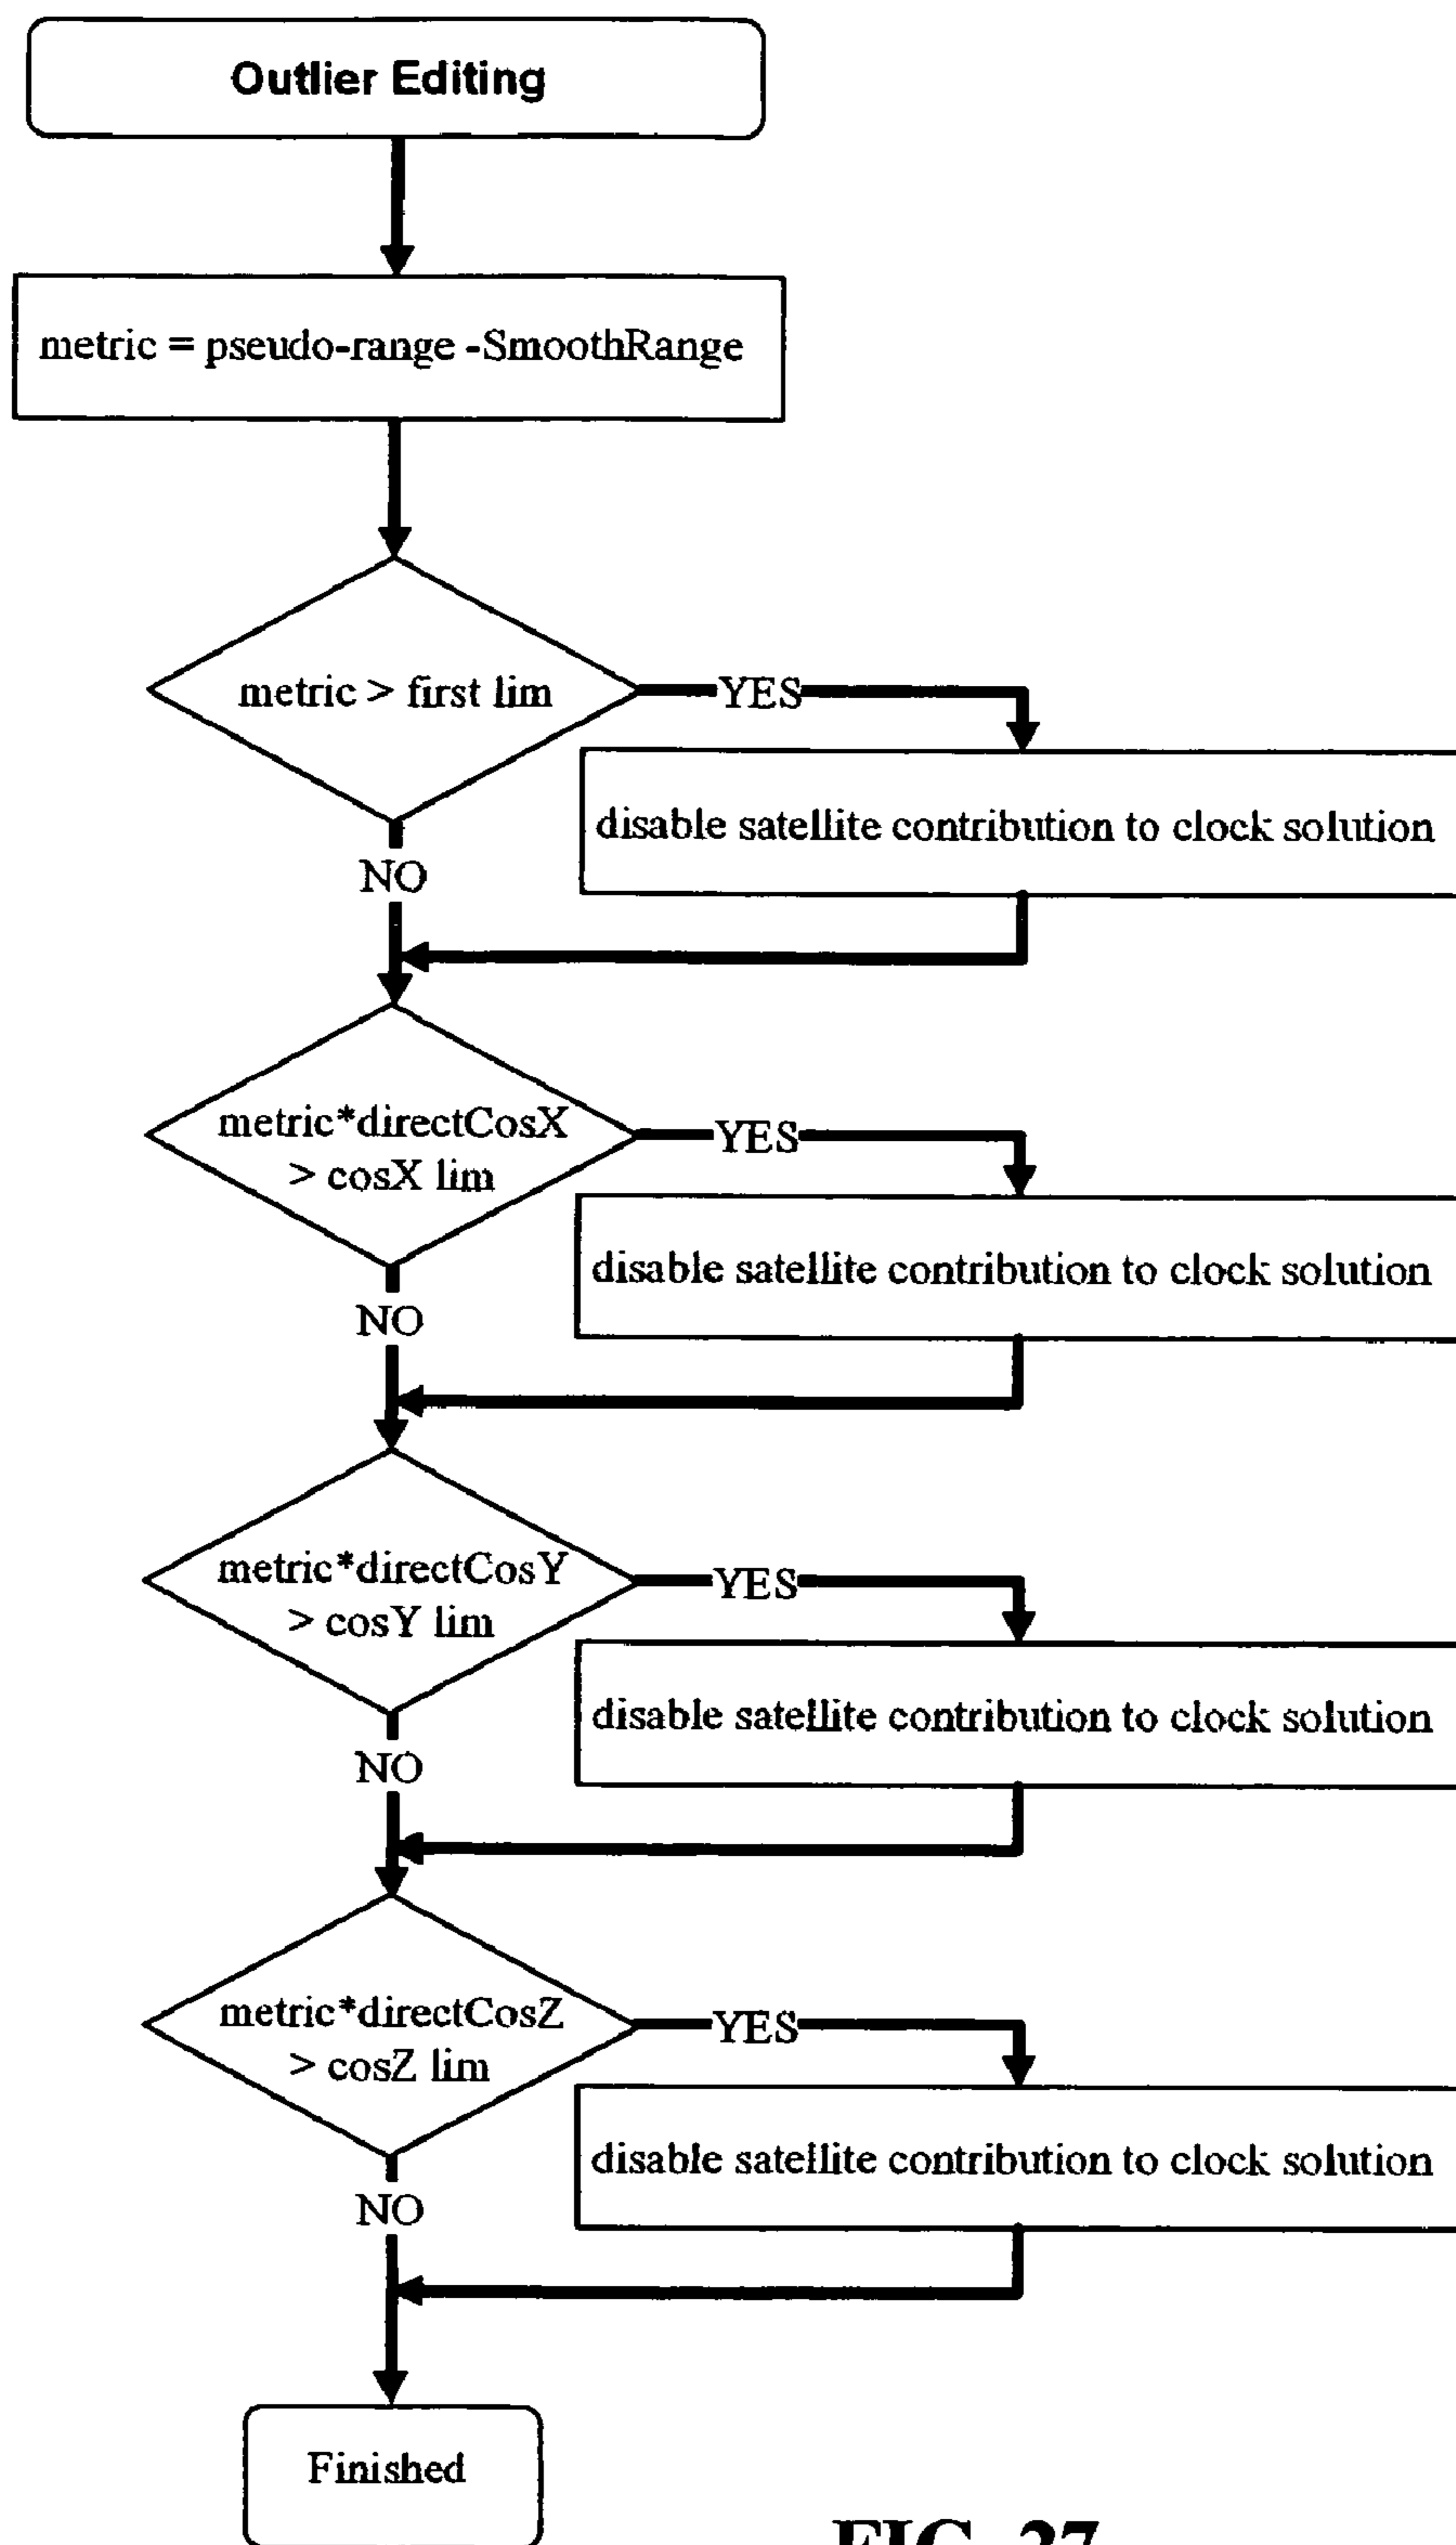 Outlier Editing
metric = pseudo-range -SmoothRange
metric > first lim
YES
disable satellite contribution to clock solution
NO
metric*directCosX
> cosX lim
YES
disable satellite contribution to clock solution
NO
metric*directCosY
> cosY lim
YES
disable satellite contribution to clock solution
NO
metric*directCosZ
> cosZ lim
YES
disable satellite contribution to clock solution
NO
Finished
FIG. 27